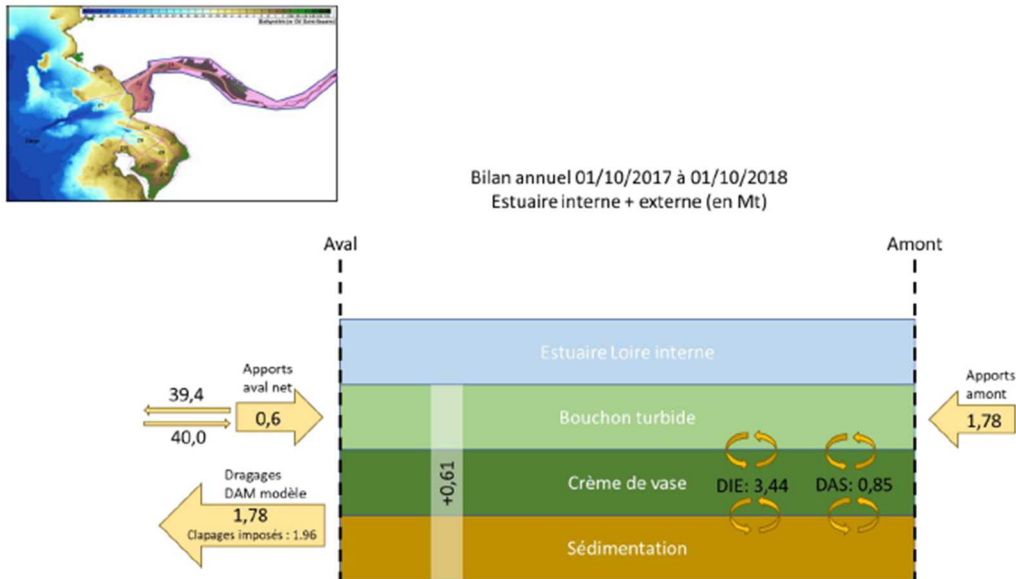 Bilan annuel 01/10/2017 à 01/10/2018
Estuaire interne + externe (en Mt)
Aval
Amont
Estuaire Loire interne
Apports
aval net
39,4
0,6
40,0
Bouchon turbide
Apports
amont
1,78
+0,61
Crème de vase
DIE: 3,44
DAS: 0,85
Dragages
DAM modèle
1,78
Clapages imposés : 1.96
Sédimentation